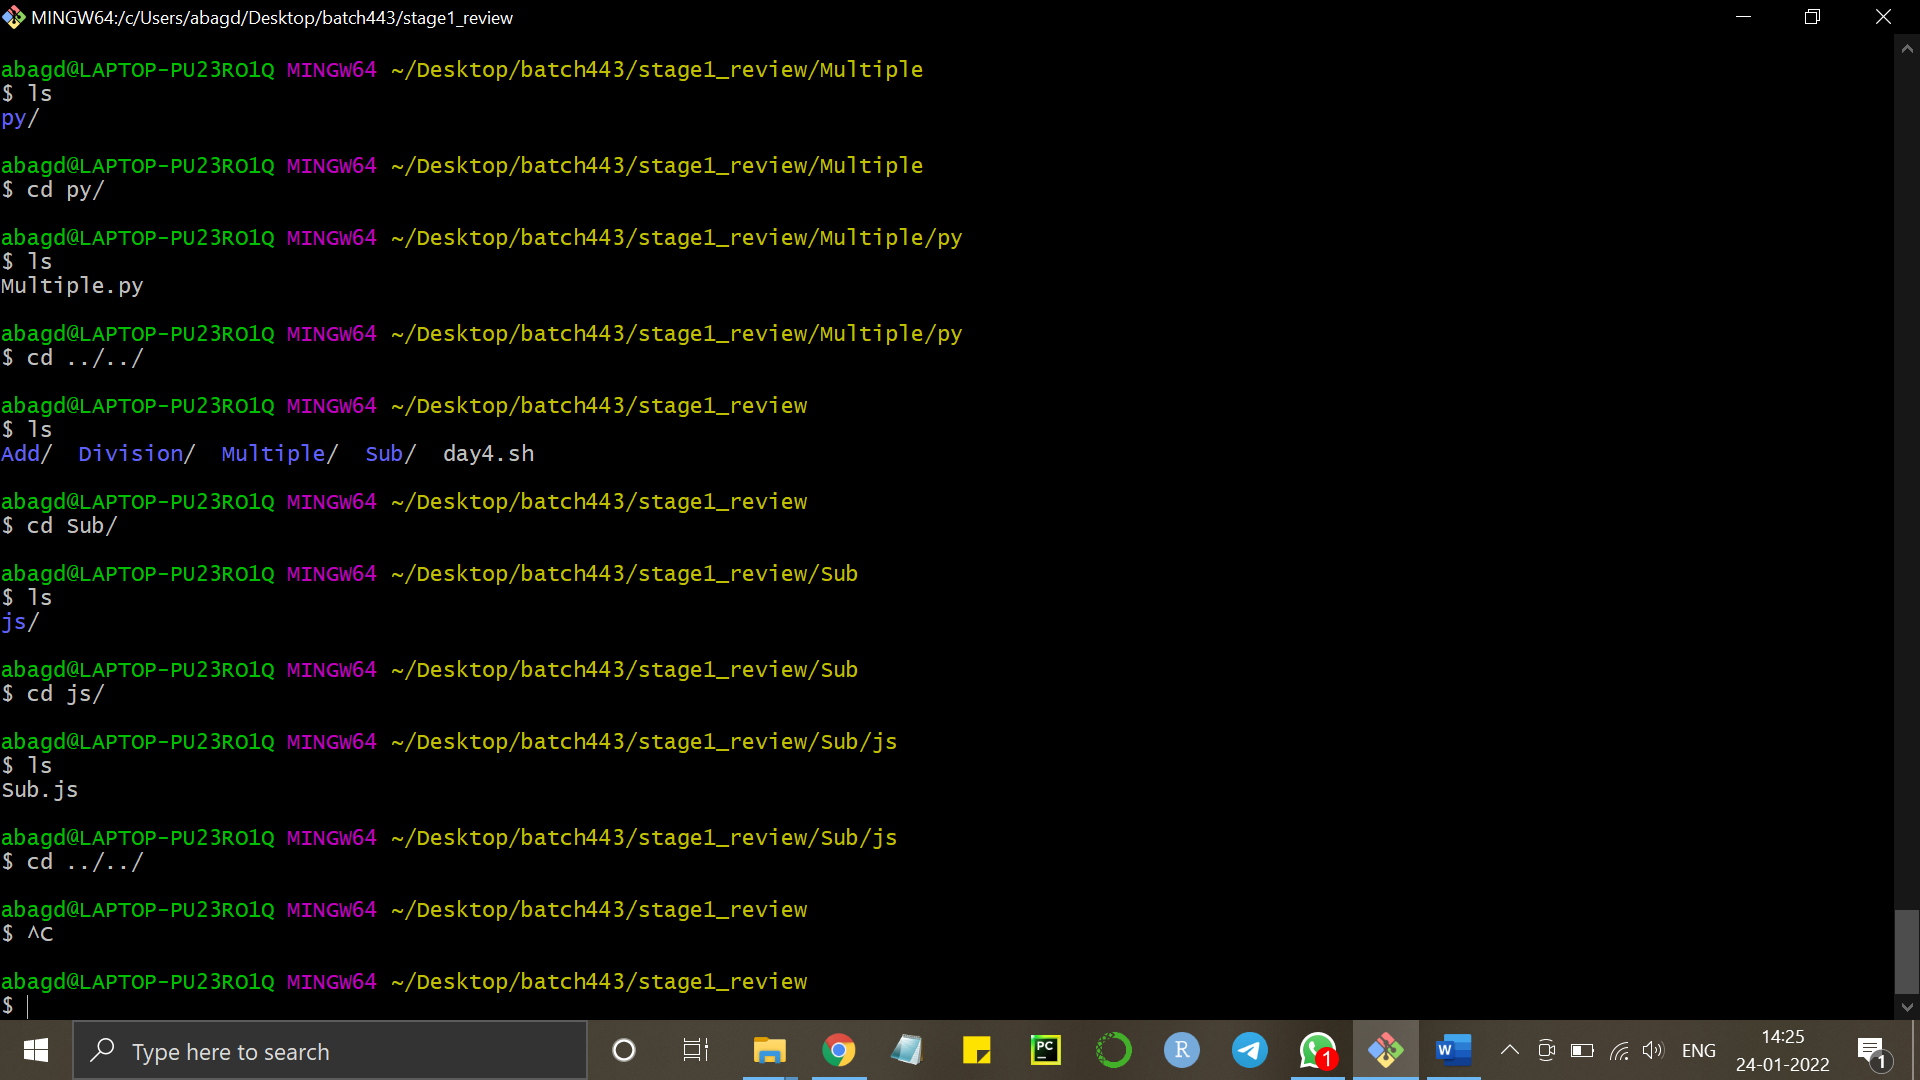 MINGW64:/c/Users/abagd/Desktop/batch443/stage1_review
abagd@LAPTOP-PU23RO1Q MINGW64 ~/Desktop/batch443/stage1_review/Multiple
$ ls
py/
abagd@LAPTOP-PU23RO1Q MINGW64 ~/Desktop/batch443/stage1_review/Multiple
$ cd py/
abagd@LAPTOP-PU23RO1Q MINGW64 ~/Desktop/batch443/stage1_review/Multiple/py
$ ls
Multiple.py
abagd@LAPTOP-PU23RO1Q MINGW64 ~/Desktop/batch443/stage1_review/Multiple/py
$ cd ../../
abagd@LAPTOP-PU23RO1Q MINGW64 ~/Desktop/batch443/stage1_review
$ ls
Add/  Division/  Multiple/  Sub/  day4.sh
abagd@LAPTOP-PU23RO1Q MINGW64 ~/Desktop/batch443/stage1_review
$ cd Sub/
abagd@LAPTOP-PU23RO1Q MINGW64 ~/Desktop/batch443/stage1_review/Sub
$ ls
js/
abagd@LAPTOP-PU23RO1Q MINGW64 ~/Desktop/batch443/stage1_review/Sub
$ cd js/
abagd@LAPTOP-PU23RO1Q MINGW64 ~/Desktop/batch443/stage1_review/Sub/js
$ ls
Sub.js
abagd@LAPTOP-PU23RO1Q MINGW64 ~/Desktop/batch443/stage1_review/Sub/js
$ cd ../../
abagd@LAPTOP-PU23RO1Q MINGW64 ~/Desktop/batch443/stage1_review
$ ^C
abagd@LAPTOP-PU23RO1Q MINGW64 ~/Desktop/batch443/stage1_review
$
Type here to search
PC
R
1
W
ENG
14:25
24-01-2022
1